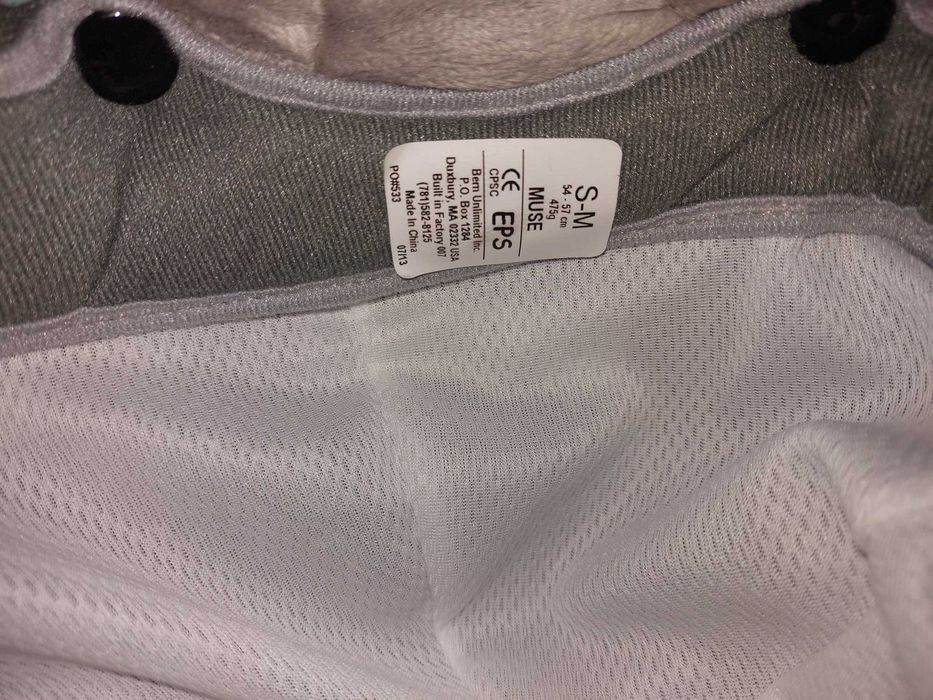 S-M
54 - 57 cm
475g
MUSE
CE EPS
CPSC
Bern Unlimited Inc.
P.O. Box 1284
Duxbury, MA 02332 USA
Built in Factory 007
(781)582-8125
Made In China
PO#533 07/13